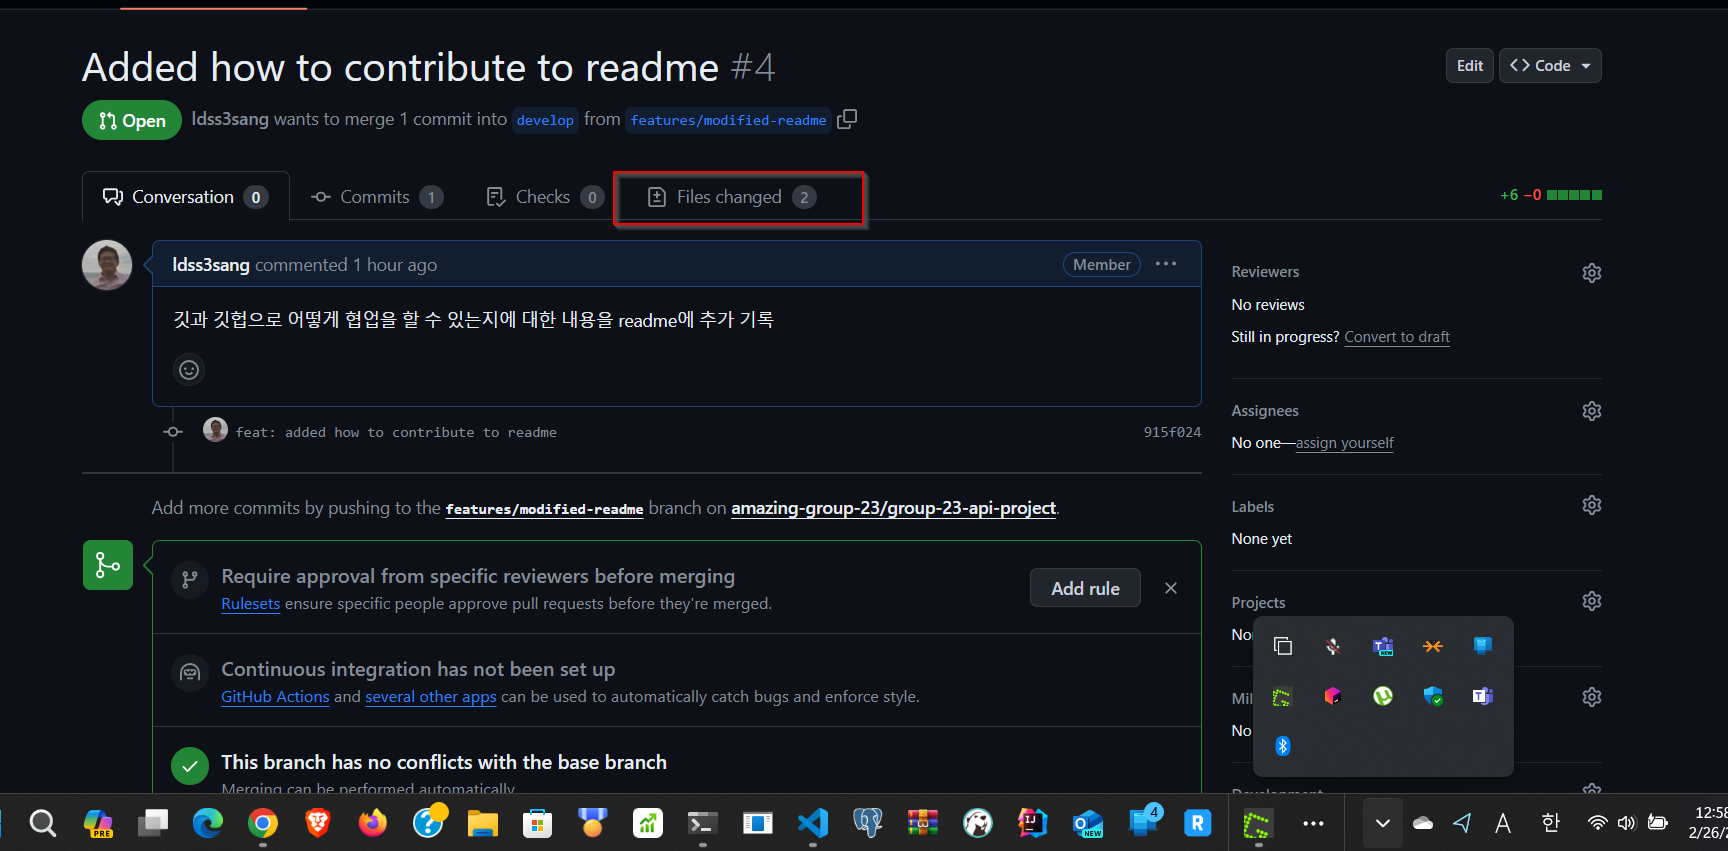 Added how to contribute to readme #4
Edit
Code
Open
ldss3sang wants to merge 1 commit into develop from features/modified-readme
Conversation 0
Commits 1
Checks 0
Files changed 2
+6 −0
ldss3sang commented 1 hour ago
Member
깃과 깃헙으로 어떻게 협업을 할 수 있는지에 대한 내용을 readme에 추가 기록
feat: added how to contribute to readme
915f024
Add more commits by pushing to the features/modified-readme branch on amazing-group-23/group-23-api-project.
Require approval from specific reviewers before merging
Rulesets ensure specific people approve pull requests before they're merged.
Add rule
Continuous integration has not been set up
GitHub Actions and several other apps can be used to automatically catch bugs and enforce style.
This branch has no conflicts with the base branch
Merging can be performed automatically.
Reviewers
No reviews
Still in progress? Convert to draft
Assignees
No one—assign yourself
Labels
None yet
Projects
No
Mil
No
Development
PRE
NEW
4
R
A
한
12:58
2/26/2